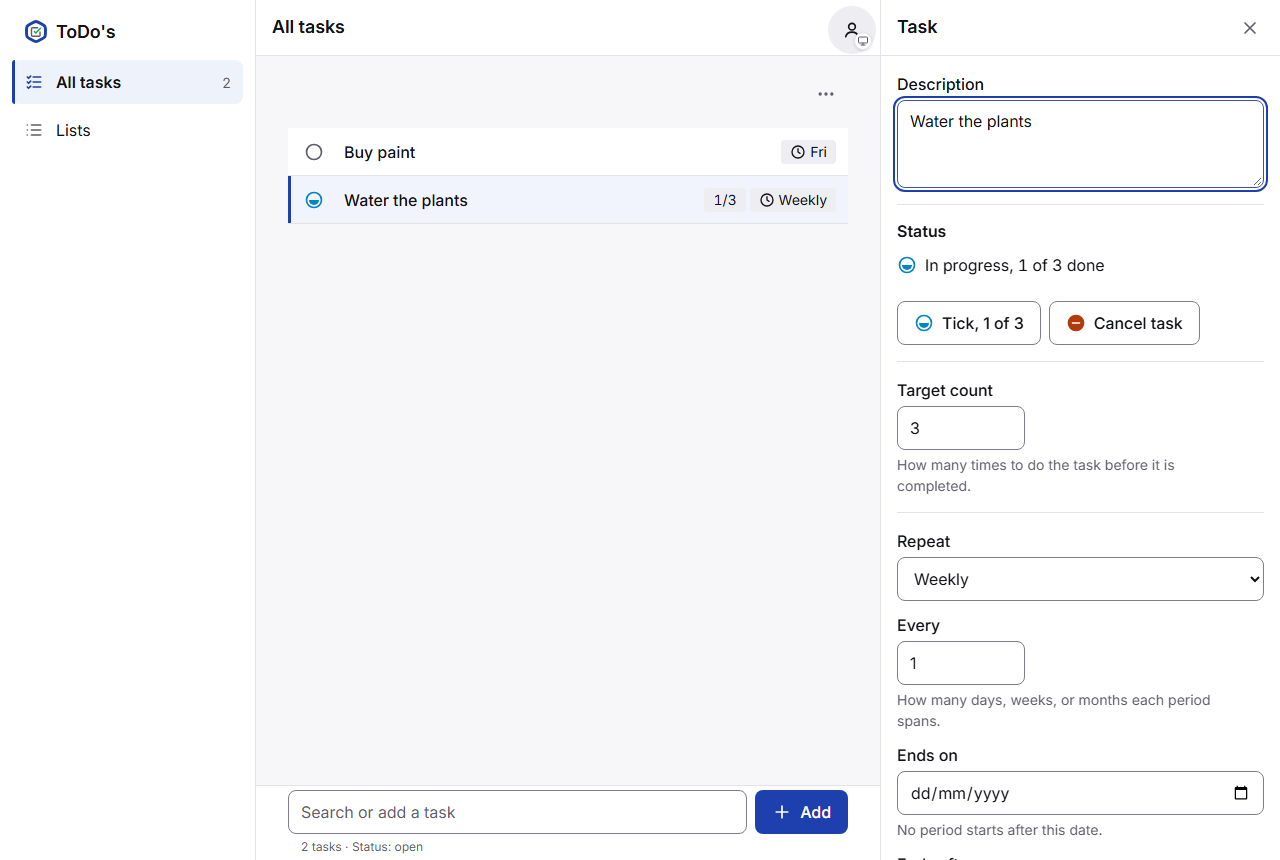 ToDo's
All tasks 2
Lists
All tasks
Buy paint Fri
Water the plants 1/3 Weekly
Search or add a task Add
2 tasks · Status: open
Task
Description
Water the plants
Status
In progress, 1 of 3 done
Tick, 1 of 3 Cancel task
Target count
3
How many times to do the task before it is
completed.
Repeat
Weekly
Every
1
How many days, weeks, or months each period
spans.
Ends on
dd/mm/yyyy
No period starts after this date.